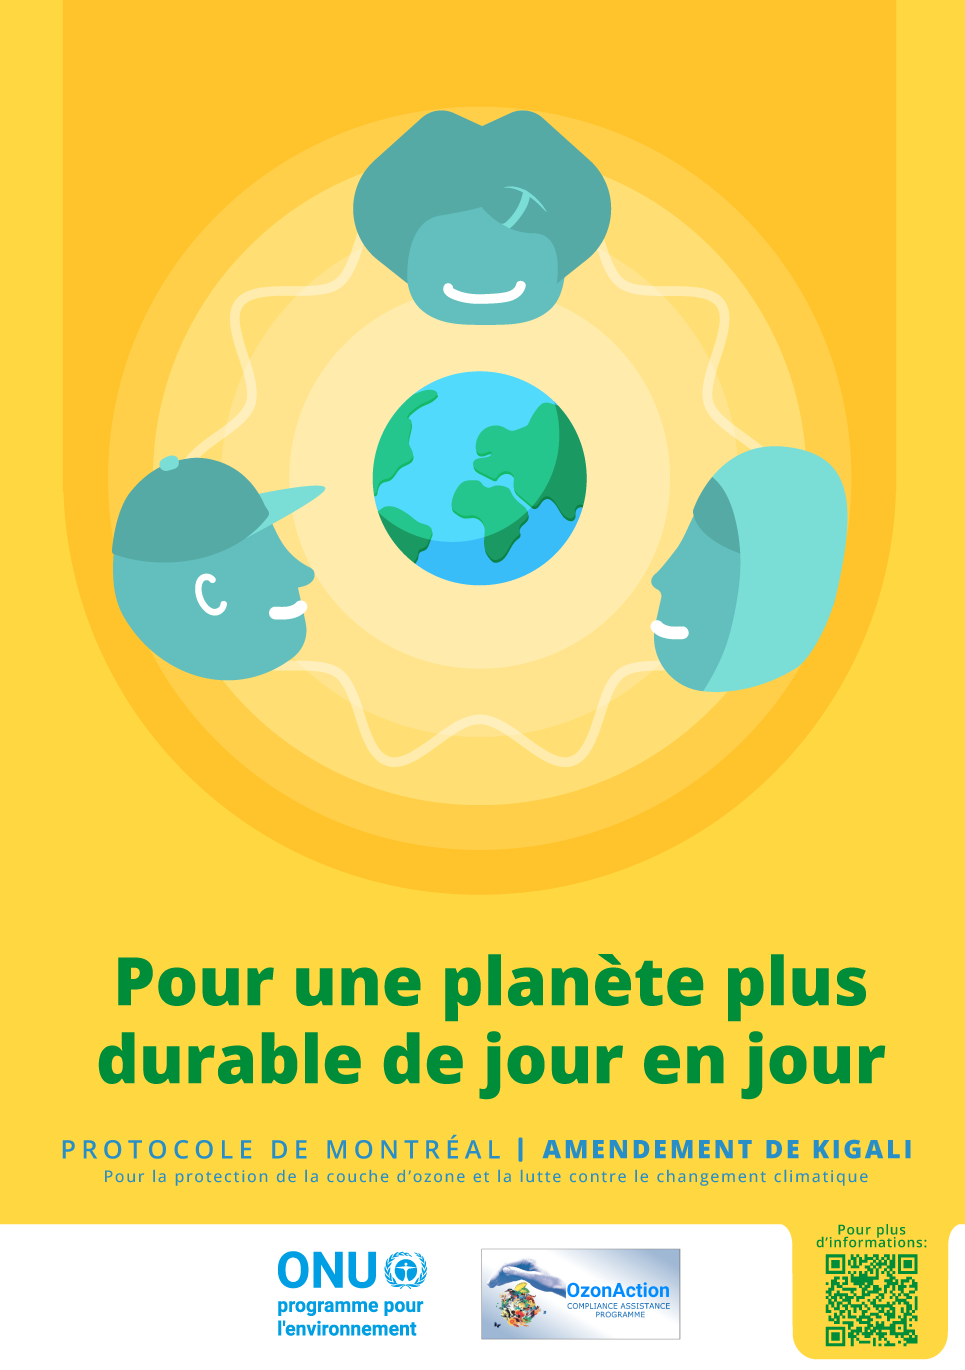 Pour une planète plus
durable de jour en jour
PROTOCOLE DE MONTRÉAL | AMENDEMENT DE KIGALI
Pour la protection de la couche d’ozone et la lutte contre le changement climatique
ONU
programme pour
l'environnement
OzonAction
COMPLIANCE ASSISTANCE
PROGRAMME
Pour plus
d’informations: